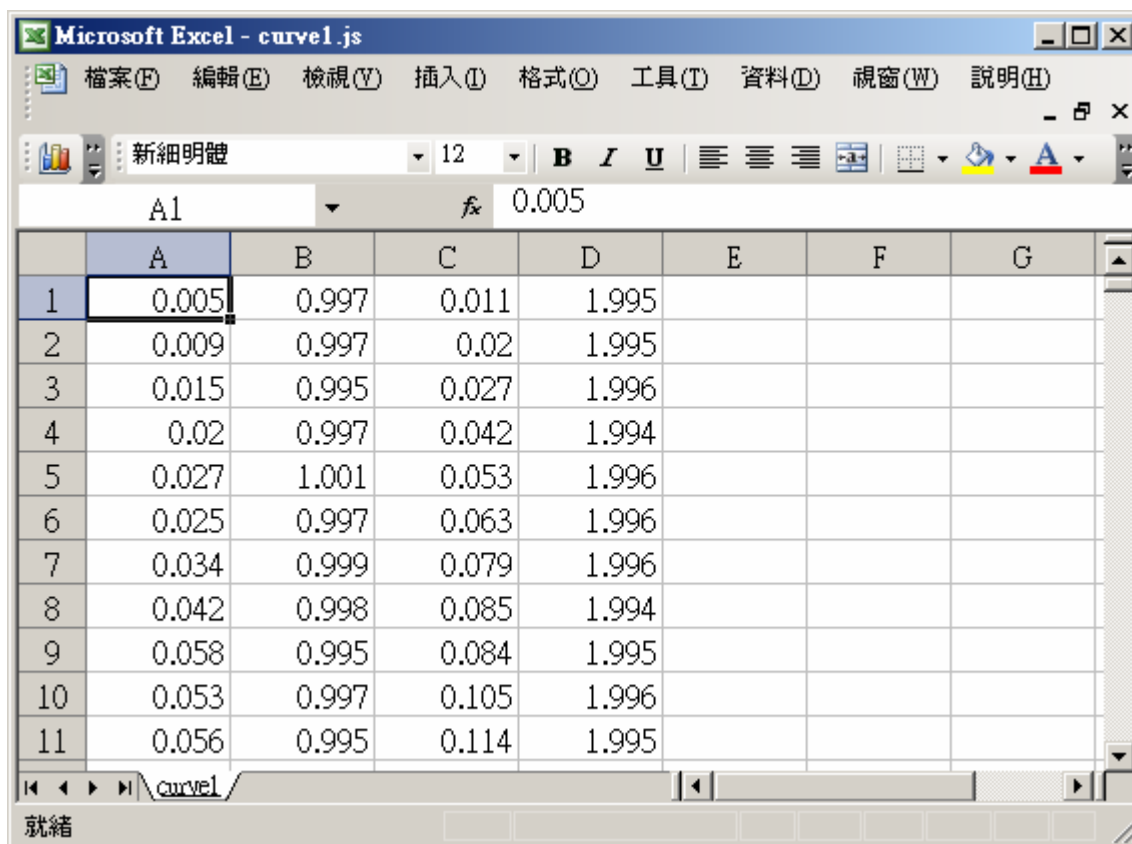 Microsoft Excel - curve1.js
檔案(F) 編輯(E) 檢視(V) 插入(I) 格式(O) 工具(T) 資料(D) 視窗(W) 說明(H)
新細明體 12 B I U A
A1 fx 0.005
A B C D E F G
1 0.005 0.997 0.011 1.995
2 0.009 0.997 0.02 1.995
3 0.015 0.995 0.027 1.996
4 0.02 0.997 0.042 1.994
5 0.027 1.001 0.053 1.996
6 0.025 0.997 0.063 1.996
7 0.034 0.999 0.079 1.996
8 0.042 0.998 0.085 1.994
9 0.058 0.995 0.084 1.995
10 0.053 0.997 0.105 1.996
11 0.056 0.995 0.114 1.995
curve1
就緒